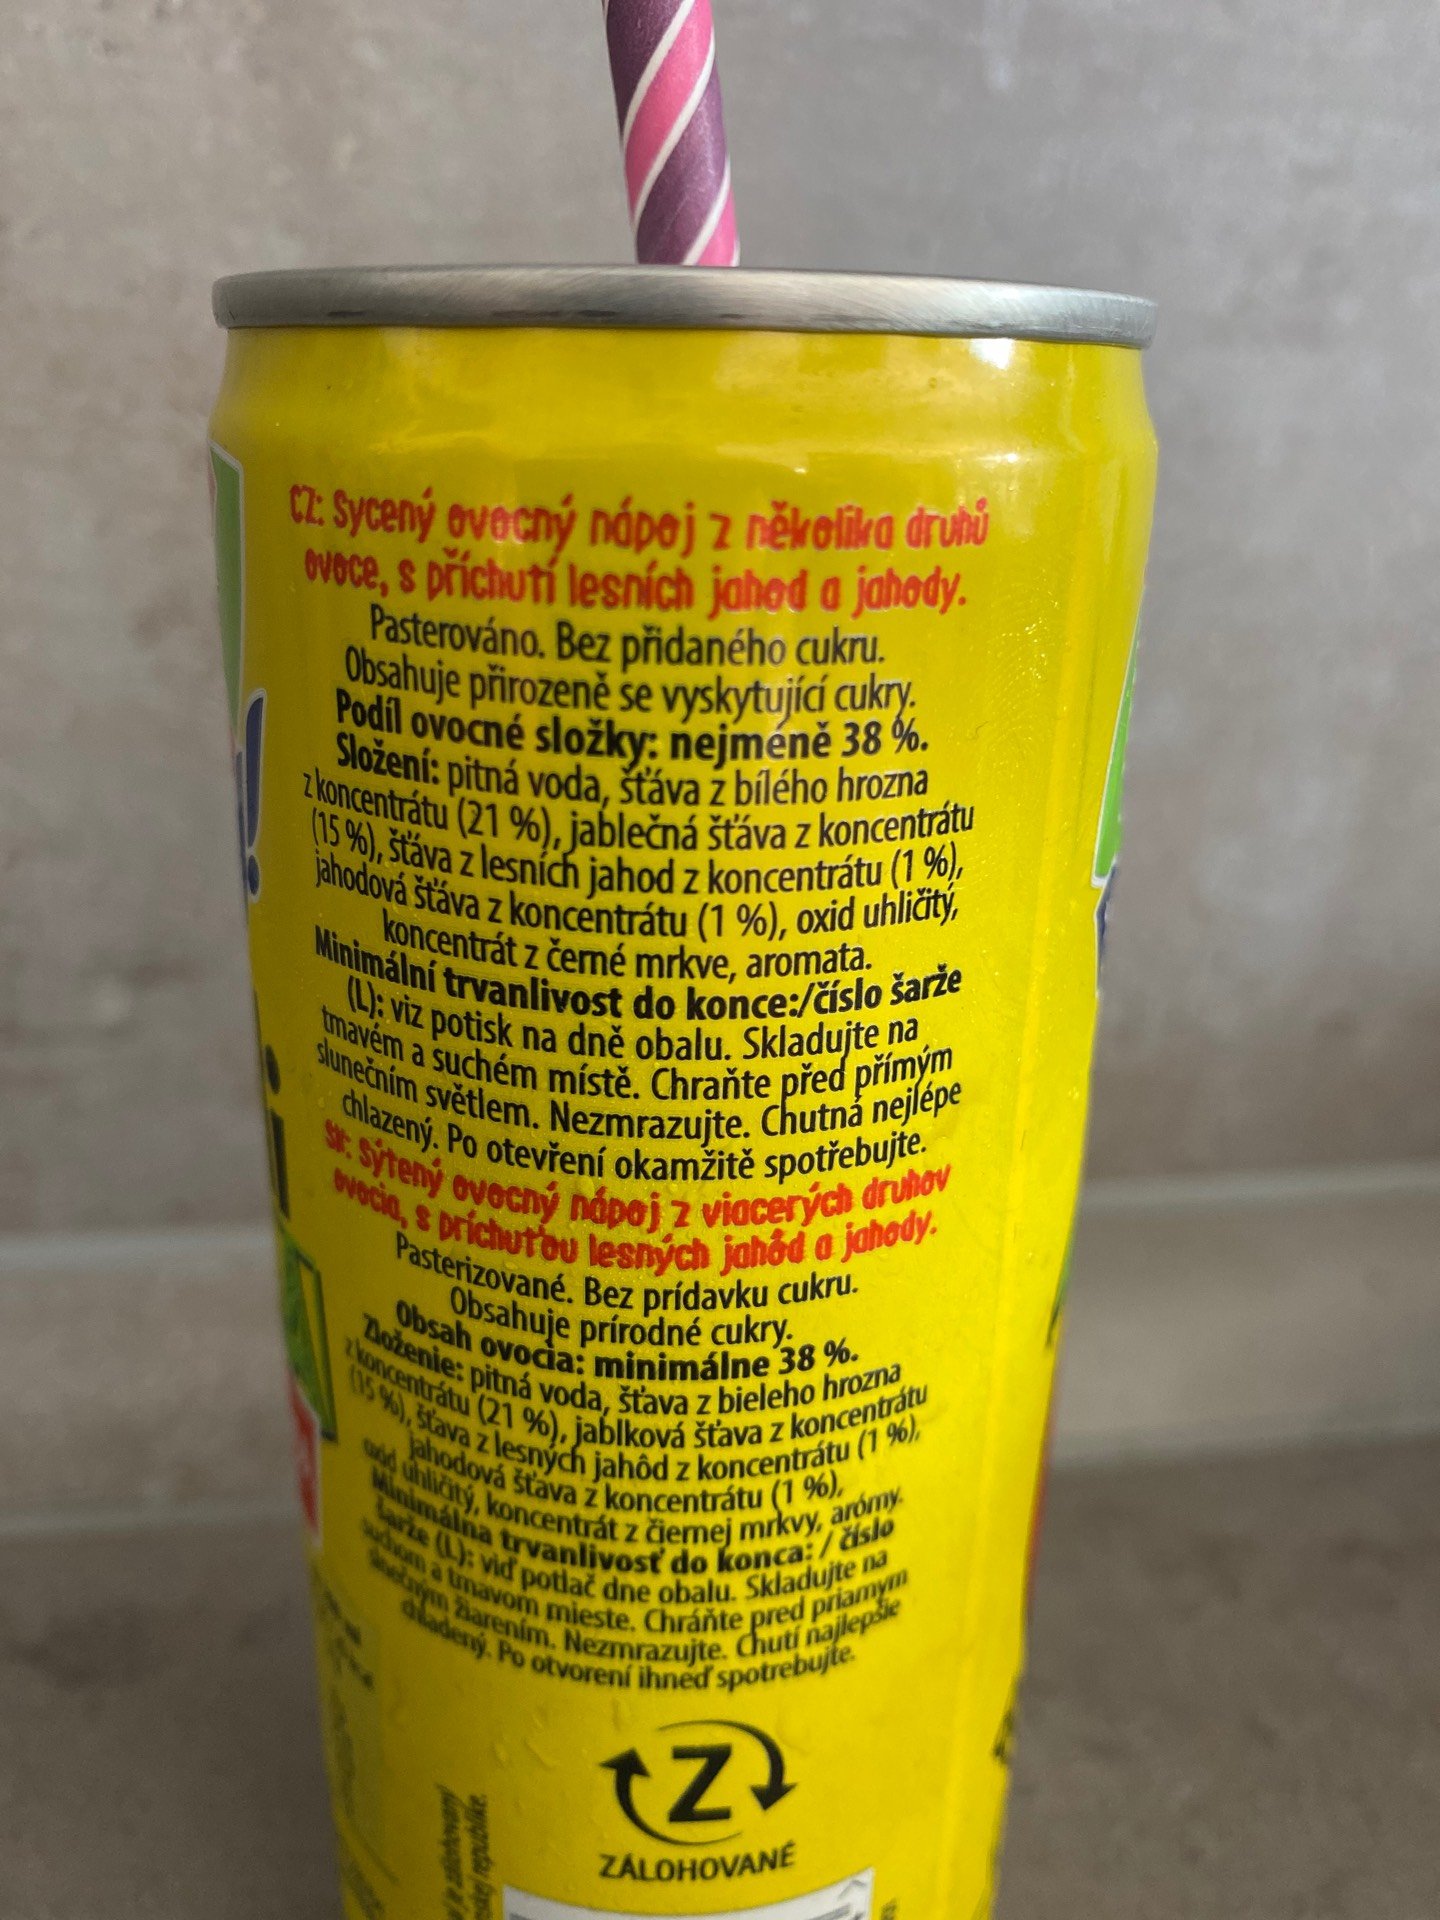 CZ: Sycený ovocný nápoj z několika druhů
ovoce, s příchutí lesních jahod a jahody.
Pasterováno. Bez přidaného cukru.
Obsahuje přirozeně se vyskytující cukry.
Podíl ovocné složky: nejméně 38 %.
Složení: pitná voda, šťáva z bílého hrozna
z koncentrátu (21 %), jablečná šťáva z koncentrátu
(15 %), šťáva z lesních jahod z koncentrátu (1 %),
jahodová šťáva z koncentrátu (1 %), oxid uhličitý,
koncentrát z černé mrkve, aromata.
Minimální trvanlivost do konce:/číslo šarže
(L): viz potisk na dně obalu. Skladujte na
tmavém a suchém místě. Chraňte před přímým
slunečním světlem. Nezmrazujte. Chutná nejlépe
chlazený. Po otevření okamžitě spotřebujte.
SK: Sýtený ovocný nápoj z viacerých druhov
ovocia, s príchuťou lesných jahôd a jahody.
Pasterizované. Bez prídavku cukru.
Obsahuje prírodné cukry.
Obsah ovocia: minimálne 38 %.
Zloženie: pitná voda, šťava z bieleho hrozna
z koncentrátu (21 %), jablková šťava z koncentrátu
(15 %), šťava z lesných jahôd z koncentrátu (1 %),
jahodová šťava z koncentrátu (1 %),
oxid uhličitý, koncentrát z čiernej mrkvy, arómy.
Minimálna trvanlivosť do konca: / číslo
šarže (L): viď potlač dne obalu. Skladujte na
suchom a tmavom mieste. Chráňte pred priamym
slnečným žiarením. Nezmrazujte. Chutí najlepšie
chladený. Po otvorení ihneď spotrebujte.
Z
ZÁLOHOVANÉ
je zálohovaný
republike.